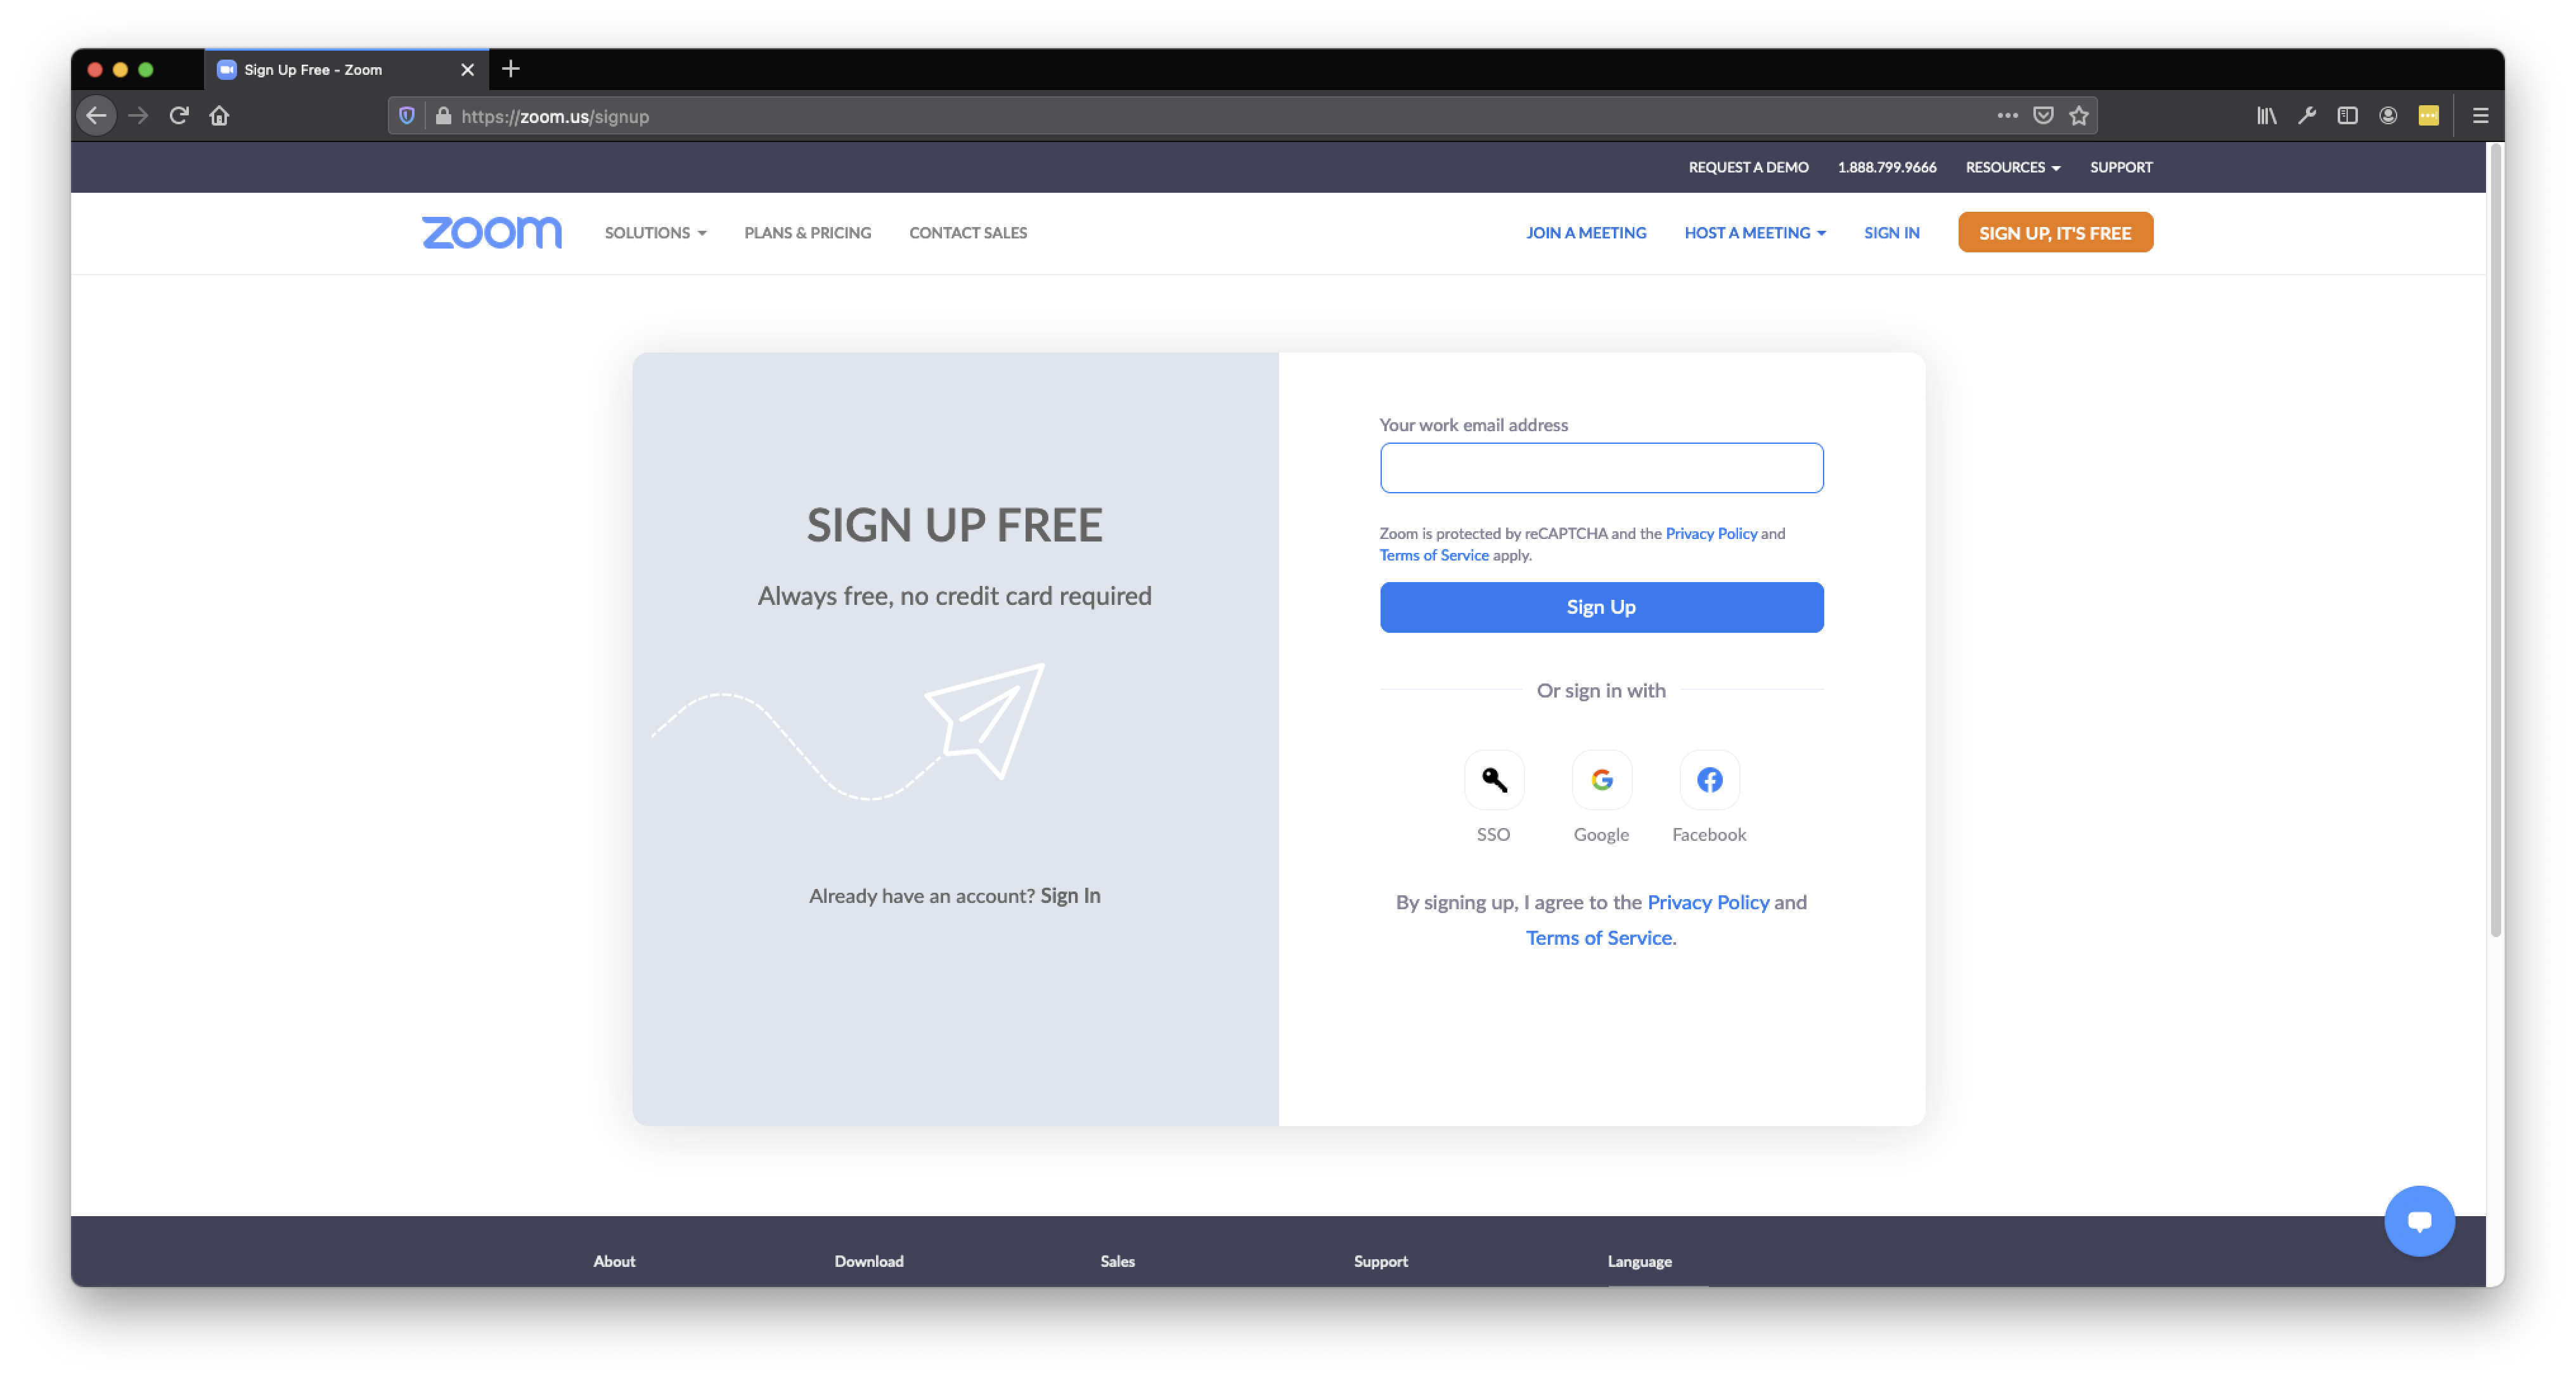 Sign Up Free - Zoom
https://zoom.us/signup
REQUEST A DEMO 1.888.799.9666 RESOURCES SUPPORT
zoom SOLUTIONS PLANS & PRICING CONTACT SALES JOIN A MEETING HOST A MEETING SIGN IN SIGN UP, IT'S FREE
SIGN UP FREE
Always free, no credit card required
Already have an account? Sign In
Your work email address
Zoom is protected by reCAPTCHA and the Privacy Policy and
Terms of Service apply.
Sign Up
Or sign in with
SSO Google Facebook
By signing up, I agree to the Privacy Policy and
Terms of Service.
About Download Sales Support Language